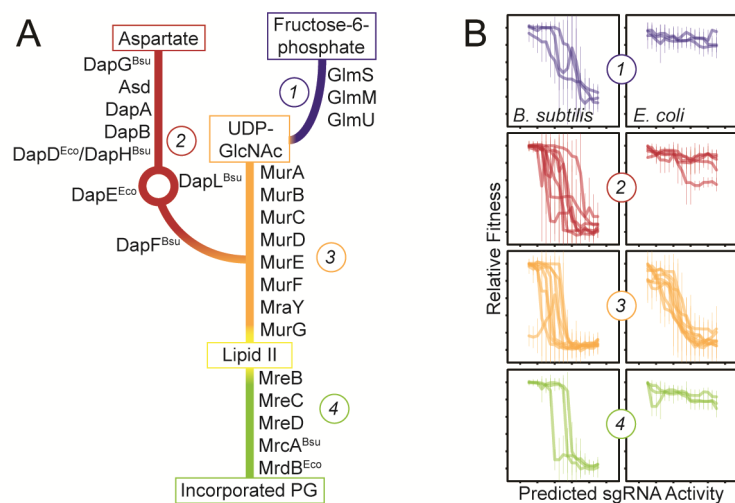 A
Aspartate
DapG^Bsu
Asd
DapA
DapB
DapD^Eco/DapH^Bsu
DapE^Eco
DapL^Bsu
DapF^Bsu
2
Fructose-6-
phosphate
1
GlmS
GlmM
GlmU
UDP-
GlcNAc
MurA
MurB
MurC
MurD
MurE
MurF
MraY
MurG
3
Lipid II
MreB
MreC
MreD
MrcA^Bsu
MrdB^Eco
4
Incorporated PG
B
Relative Fitness
B. subtilis
E. coli
1
2
3
4
Predicted sgRNA Activity